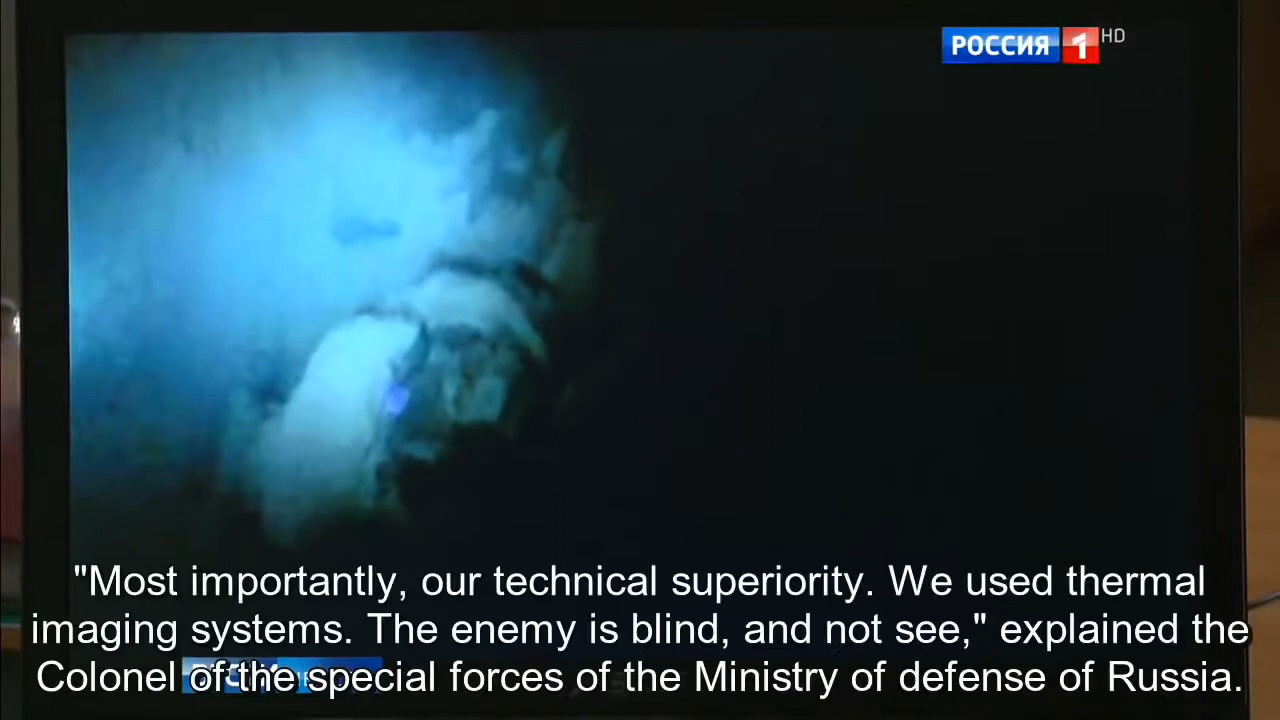 РОССИЯ 1 HD
"Most importantly, our technical superiority. We used thermal
imaging systems. The enemy is blind, and not see," explained the
Colonel of the special forces of the Ministry of defense of Russia.